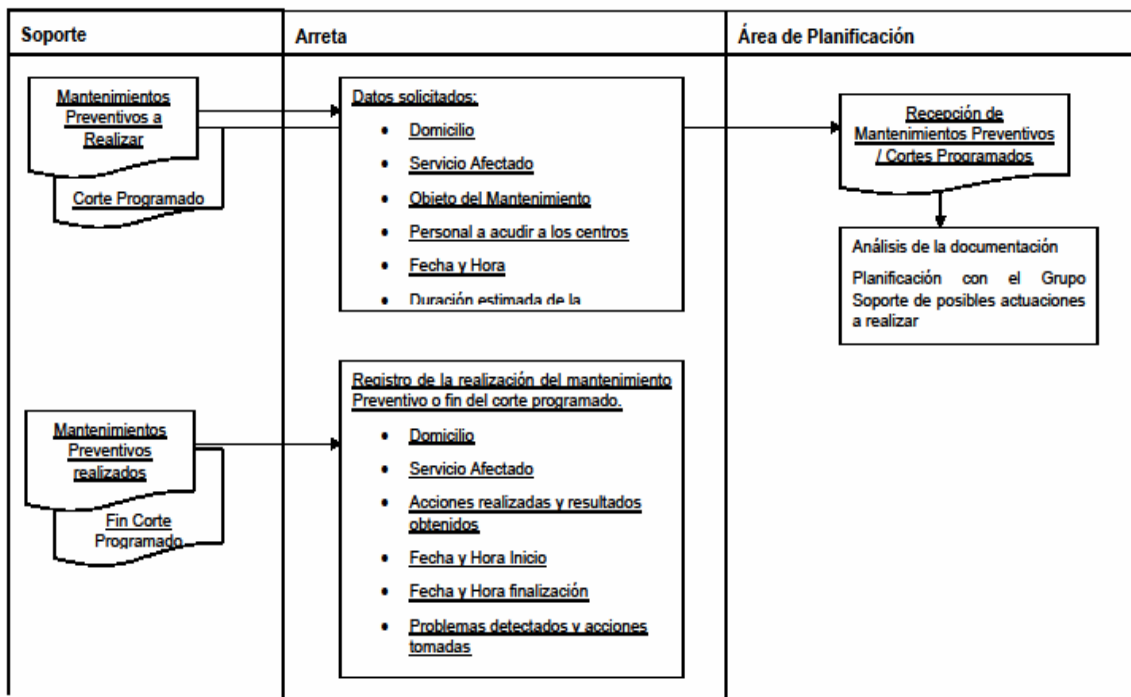 Soporte
Arreta
Área de Planificación
Mantenimientos
Preventivos a
Realizar
Corte Programado
Datos solicitados:
• Domicilio
• Servicio Afectado
• Objeto del Mantenimiento
• Personal a acudir a los centros
• Fecha y Hora
• Duración estimada de la
Recepción de
Mantenimientos Preventivos
/ Cortes Programados
Análisis de la documentación
Planificación con el Grupo
Soporte de posibles actuaciones
a realizar
Mantenimientos
Preventivos
realizados
Fin Corte
Programado
Registro de la realización del mantenimiento
Preventivo o fin del corte programado.
• Domicilio
• Servicio Afectado
• Acciones realizadas y resultados
obtenidos
• Fecha y Hora Inicio
• Fecha y Hora finalización
• Problemas detectados y acciones
tomadas